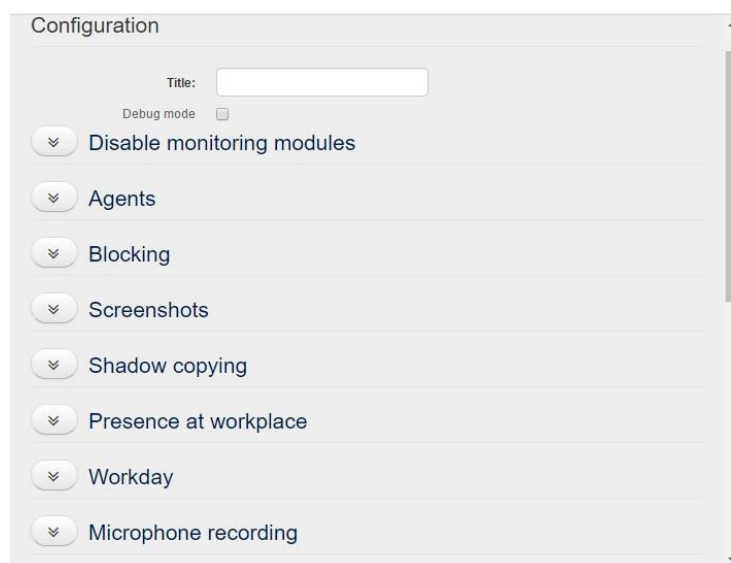 Configuration
Title:
Debug mode
Disable monitoring modules
Agents
Blocking
Screenshots
Shadow copying
Presence at workplace
Workday
Microphone recording